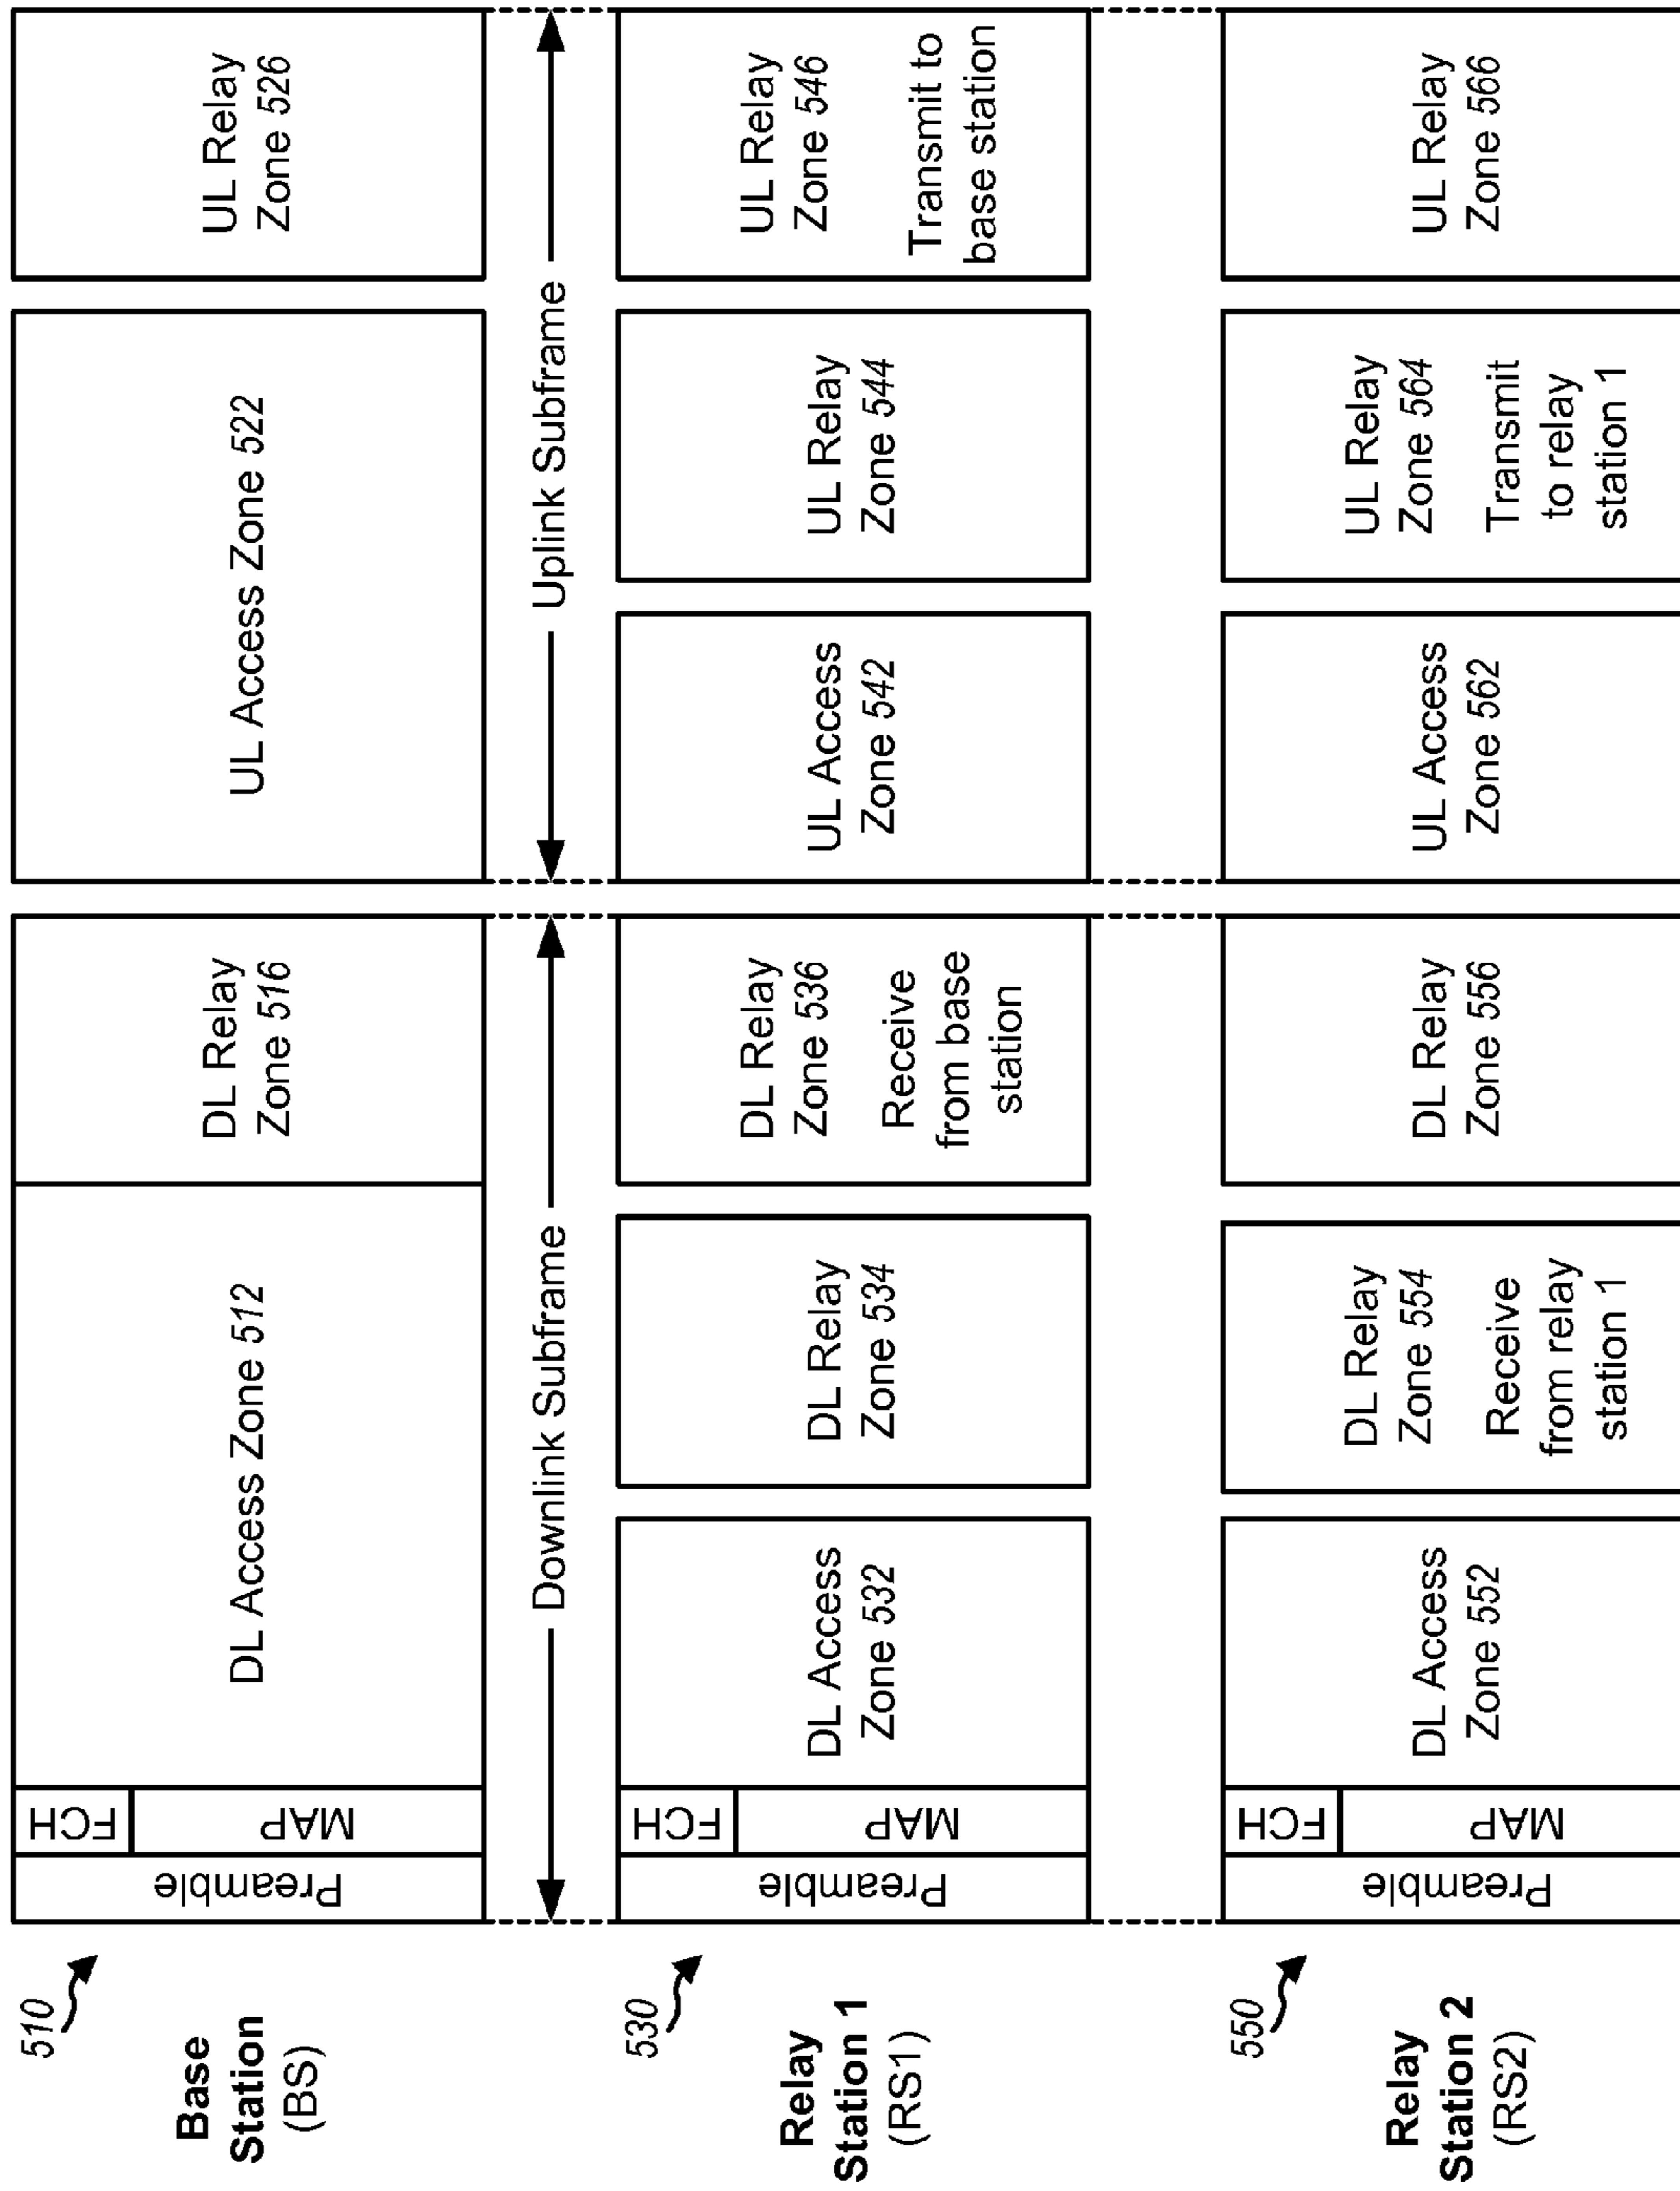 510
Base
Station
(BS)
Preamble
FCH
MAP
DL Access Zone 512
DL Relay
Zone 516
UL Access Zone 522
UL Relay
Zone 526
Downlink Subframe
Uplink Subframe
530
Relay
Station 1
(RS1)
Preamble
FCH
MAP
DL Access
Zone 532
DL Relay
Zone 534
DL Relay
Zone 536
Receive
from base
station
UL Access
Zone 542
UL Relay
Zone 544
UL Relay
Zone 546
Transmit to
base station
550
Relay
Station 2
(RS2)
Preamble
FCH
MAP
DL Access
Zone 552
DL Relay
Zone 554
Receive
from relay
station 1
DL Relay
Zone 556
UL Access
Zone 562
UL Relay
Zone 564
Transmit
to relay
station 1
UL Relay
Zone 566